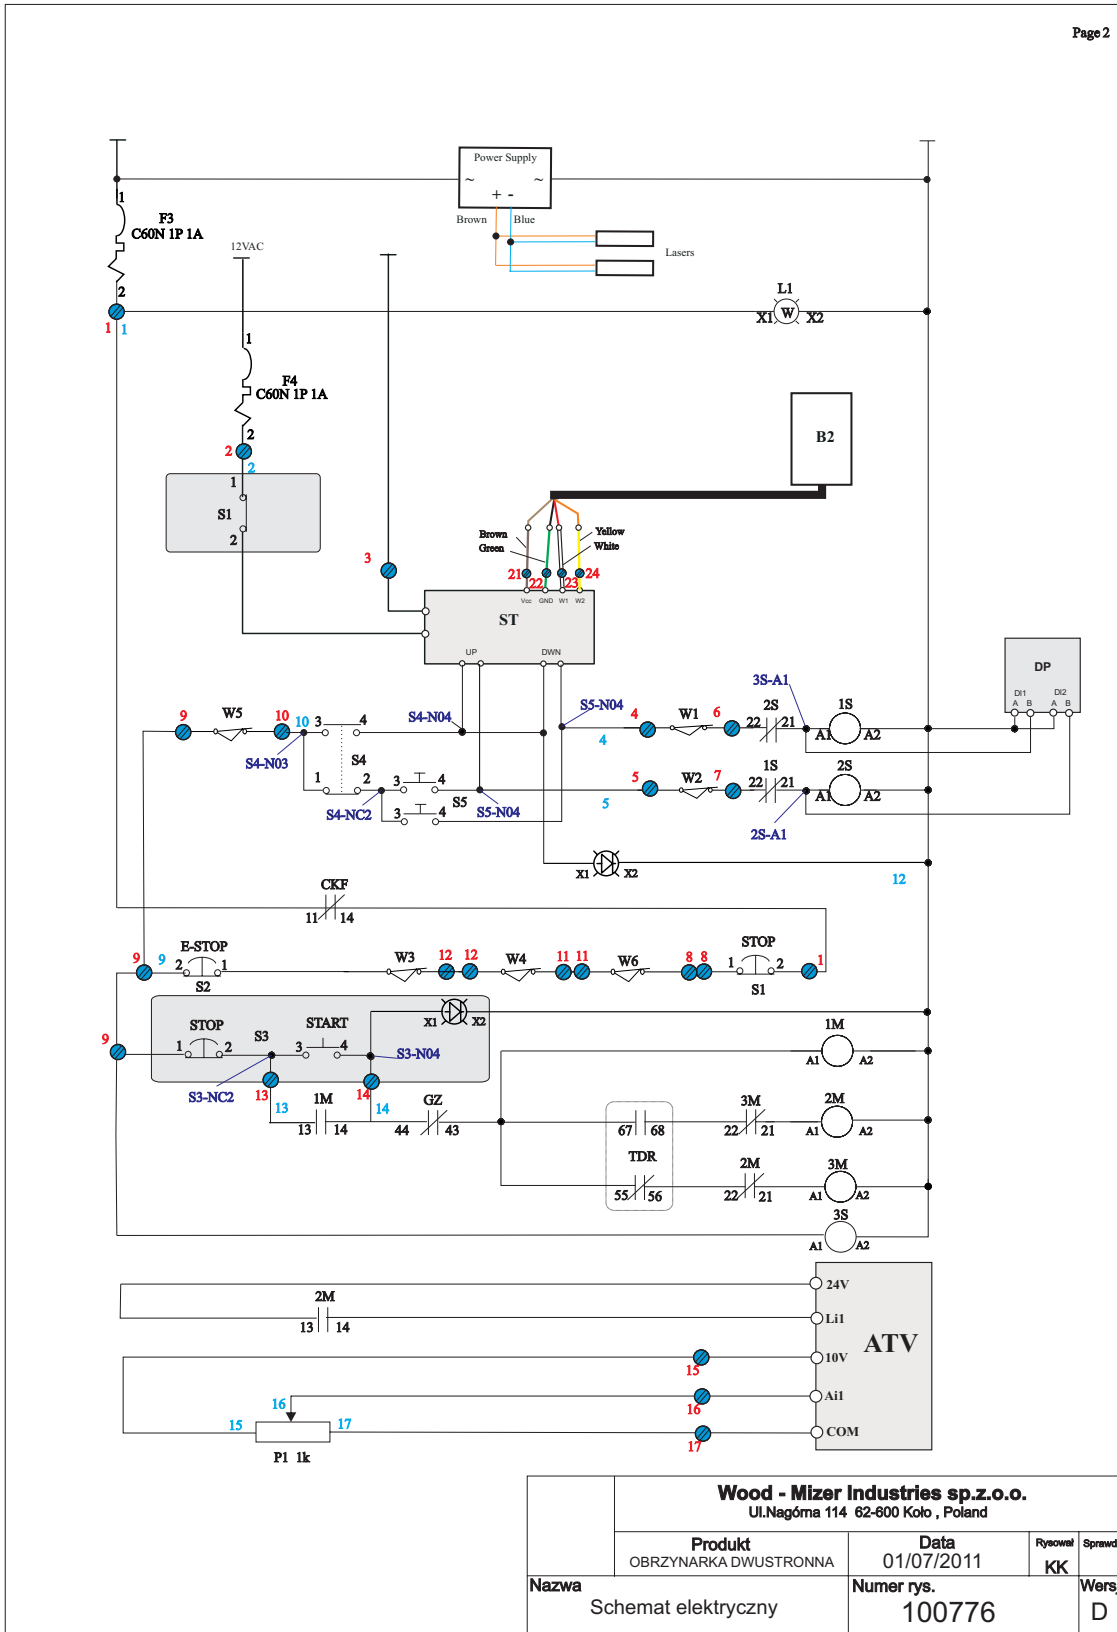 Page 2
Power Supply
~ ~
+ -
Brown Blue
Lasers
1
F3
C60N 1P 1A
2
1 1
12VAC
L1
X1 W X2
1
F4
C60N 1P 1A
2
2
2
1
S1
2
B2
Brown Yellow
Green White
3
21 22 23 24
Vcc GND W1 W2
ST
UP DWN
DP
DI1 DI2
A B A B
3S-A1
S4-N04 S5-N04
9 W5 10 10 3 4
4 W1 6 2S 1S
4 22 21 A1 A2
S4-N03
S4
1 2 3 4
S5
5 W2 7 1S 2S
5 22 21 A1 A2
S4-NC2 3 4 S5-N04
2S-A1
X1 X2
12
CKF
11 14
9 9 E-STOP
2 1
S2
W3 12 12 W4 11 11 W6 8 8
STOP
1 2
S1
1
9
STOP S3 START
1 2 3 4
X1 X2
S3-N04
S3-NC2
13 14
13 14
1M
13 14
GZ
44 43
1M
A1 A2
67 68
TDR
55 56
3M
22 21
2M
A1 A2
2M
22 21
3M
A1 A2
3S
A1 A2
24V
2M
13 14
Li1
ATV
10V
15
16 Ai1
16
15 17 COM
17
P1 1k
Wood - Mizer Industries sp.z.o.o.
Ul.Nagórna 114 62-600 Koło , Poland
Produkt Data Rysował Sprawd
OBRZYNARKA DWUSTRONNA 01/07/2011 KK
Nazwa Numer rys. Wersj
Schemat elektryczny 100776 D